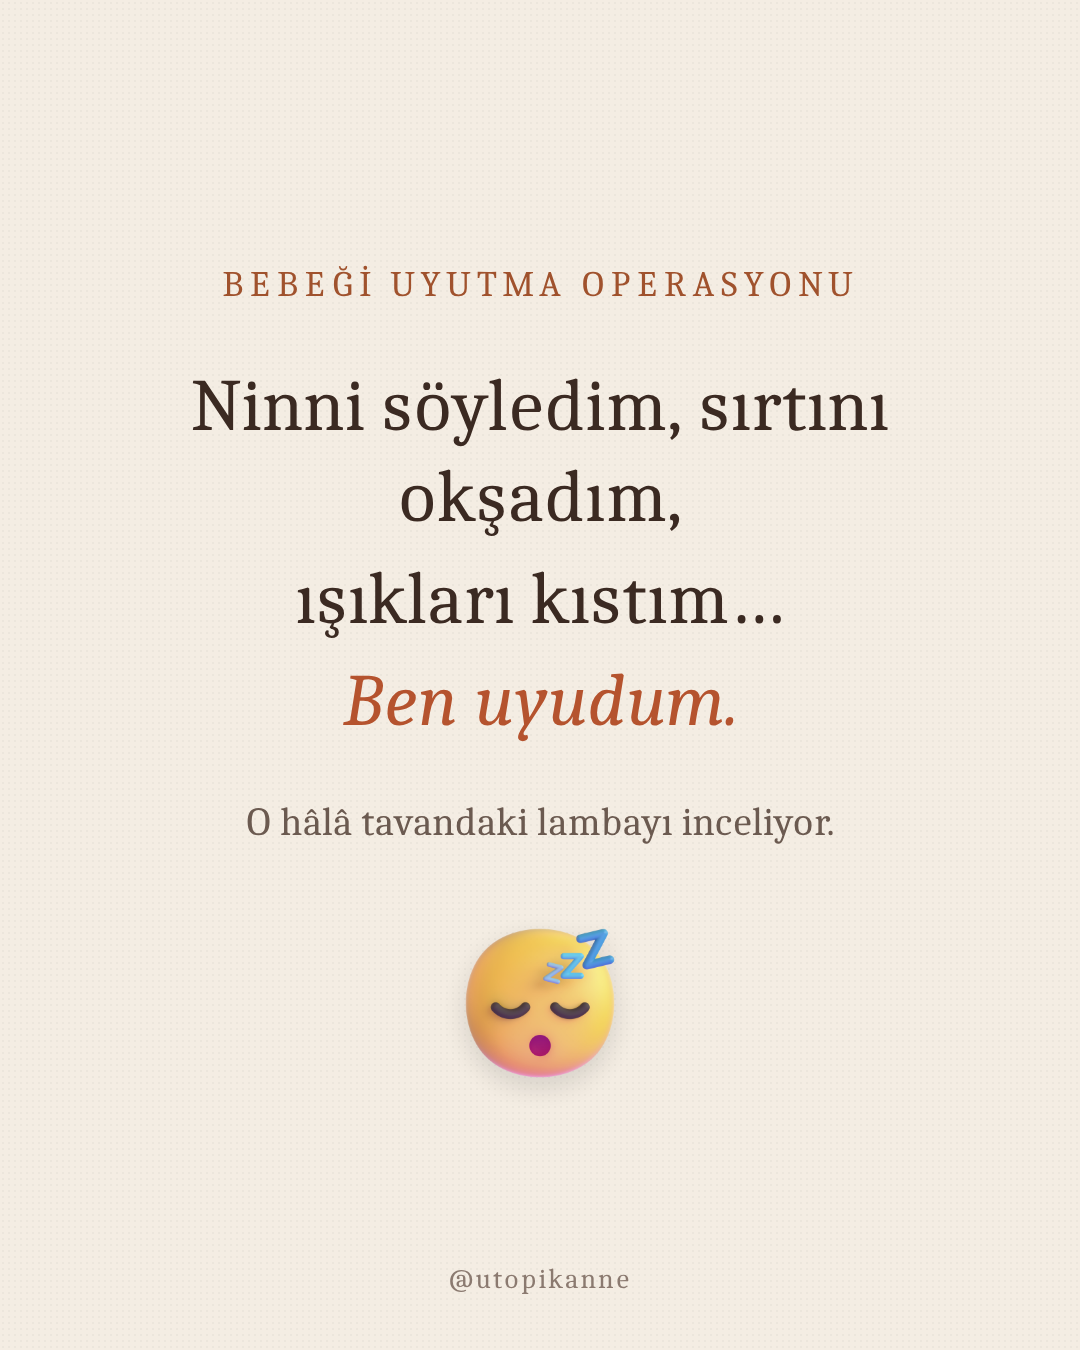 BEBEĞİ UYUTMA OPERASYONU
Ninni söyledim, sırtını
okşadım,
ışıkları kıstım...
Ben uyudum.
O hâlâ tavandaki lambayı inceliyor.
@utopikanne